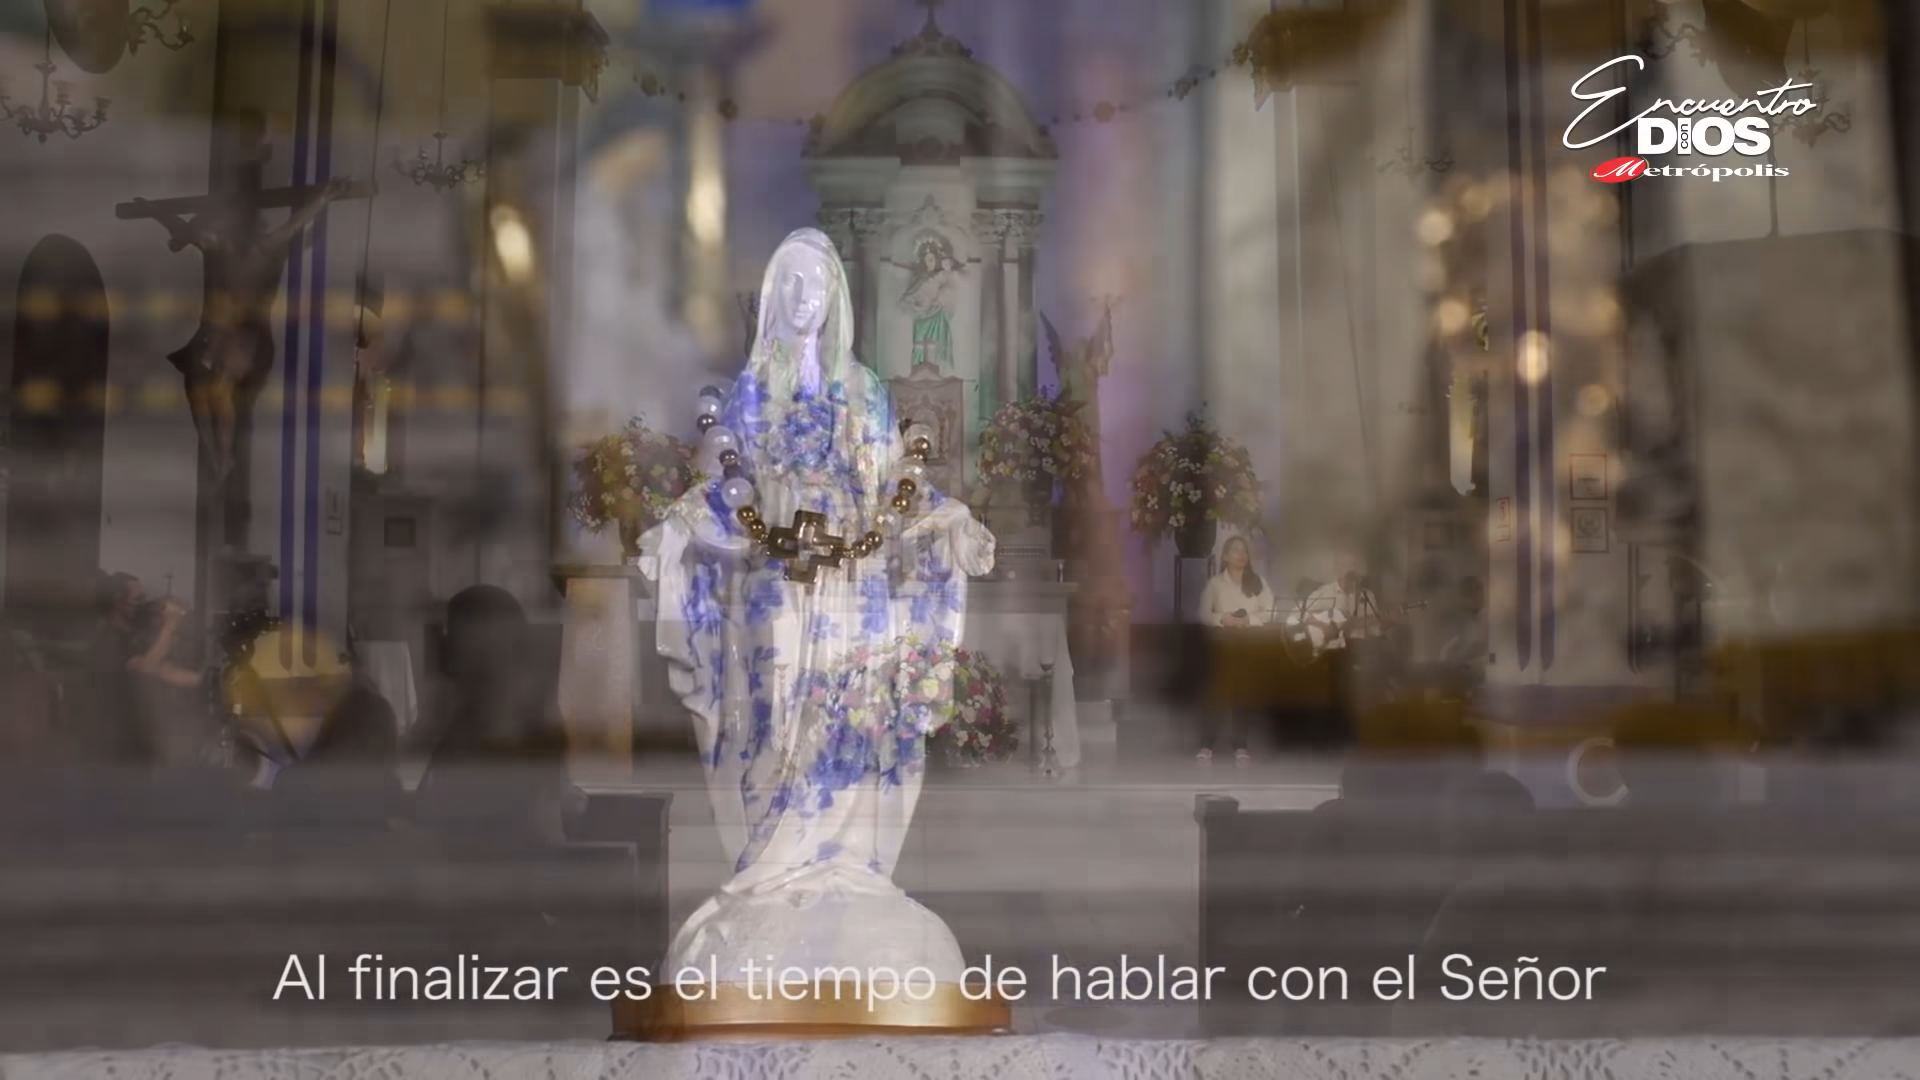 Encuentro
con
DIOS
Metrópolis
Al finalizar es el tiempo de hablar con el Señor